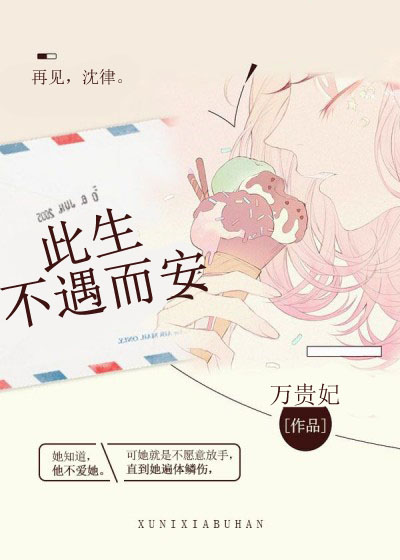 再见，沈律。
此生
不遇而安
万贵妃
[作品]
她知道，
他不爱她。
可她就是不愿意放手，
直到她遍体鳞伤，
XUNIXIABUHAN